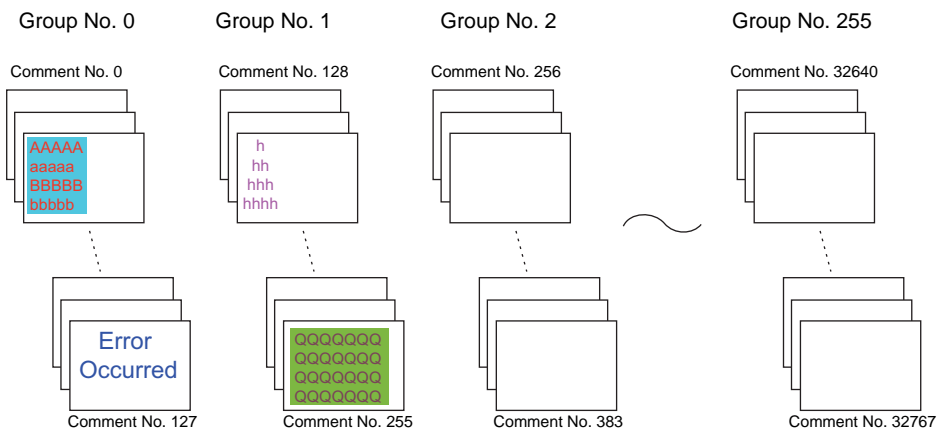 Group No. 0
Group No. 1
Group No. 2
Group No. 255
Comment No. 0
Comment No. 128
Comment No. 256
Comment No. 32640
AAAAA
aaaaa
BBBBB
bbbbb
h
hh
hhh
hhhh
Error
Occurred
QQQQQQQ
QQQQQQQ
QQQQQQQ
QQQQQQQ
Comment No. 127
Comment No. 255
Comment No. 383
Comment No. 32767